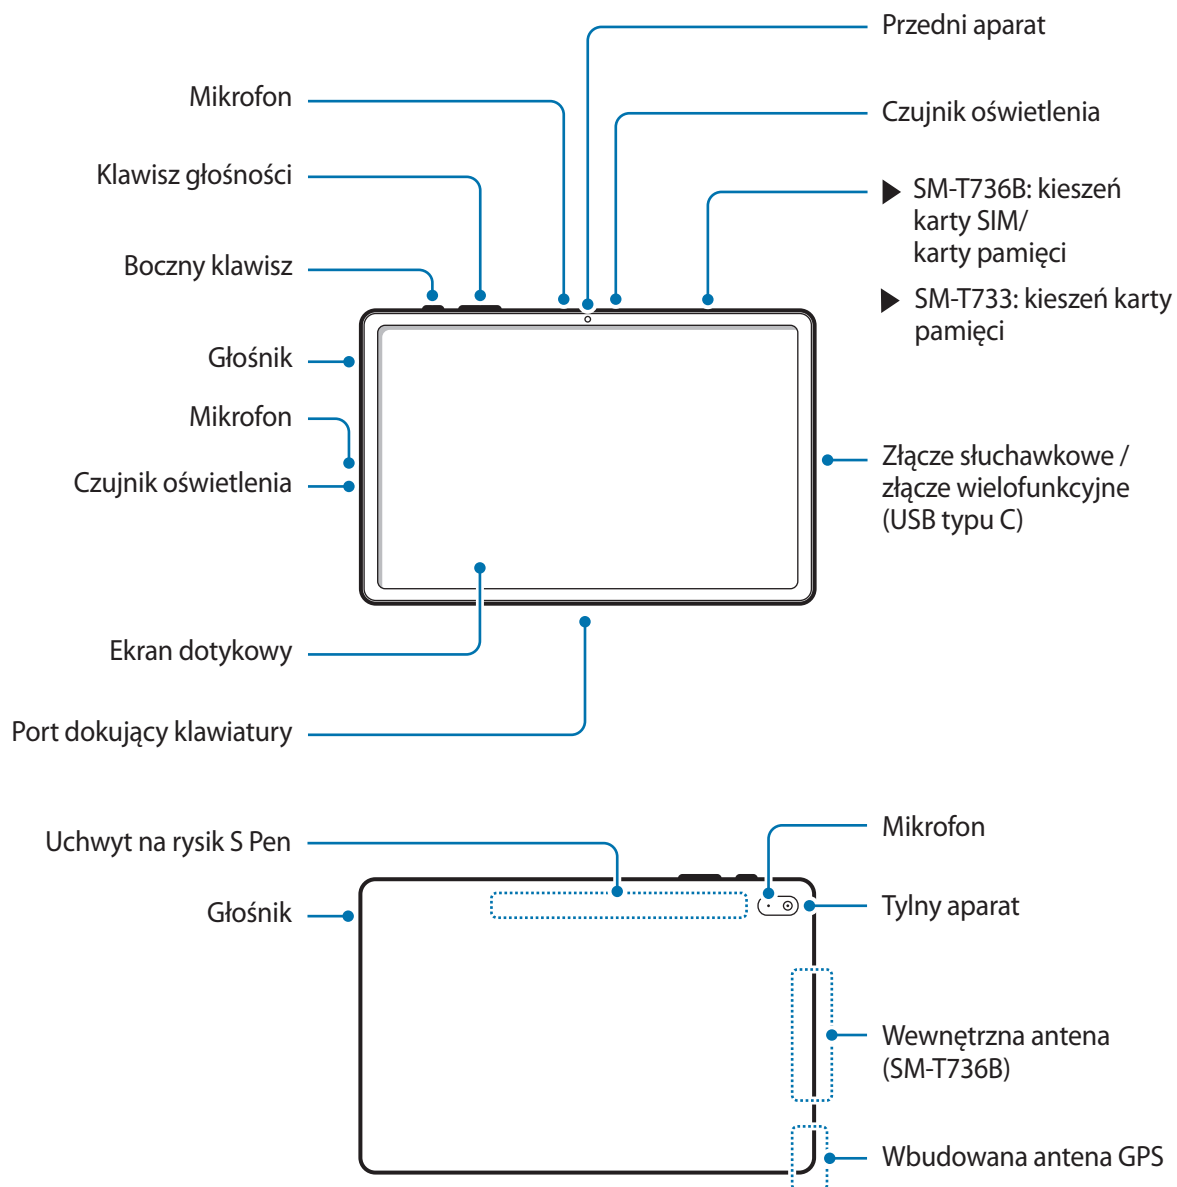 Przedni aparat
Mikrofon
Czujnik oświetlenia
Klawisz głośności
SM-T736B: kieszeń
karty SIM/
karty pamięci
Boczny klawisz
SM-T733: kieszeń karty
pamięci
Głośnik
Mikrofon
Złącze słuchawkowe /
złącze wielofunkcyjne
(USB typu C)
Czujnik oświetlenia
Ekran dotykowy
Port dokujący klawiatury
Uchwyt na rysik S Pen
Mikrofon
Głośnik
Tylny aparat
Wewnętrzna antena
(SM-T736B)
Wbudowana antena GPS